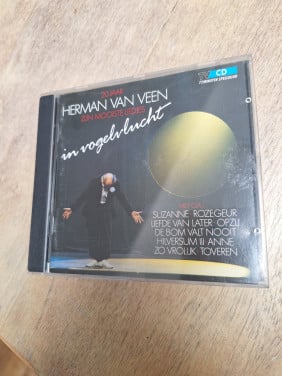 TV CD
20 JAAR
HERMAN VAN VEEN
ZIJN MOOISTE LIEDJES
in vogelvlucht
MET O.A.
SUZANNE ROZEGEUR
LIEFDE VAN LATER OPZIJ
DE BOM VALT NOOIT
HILVERSUM III ANNE
ZO VROLIJK TOVEREN